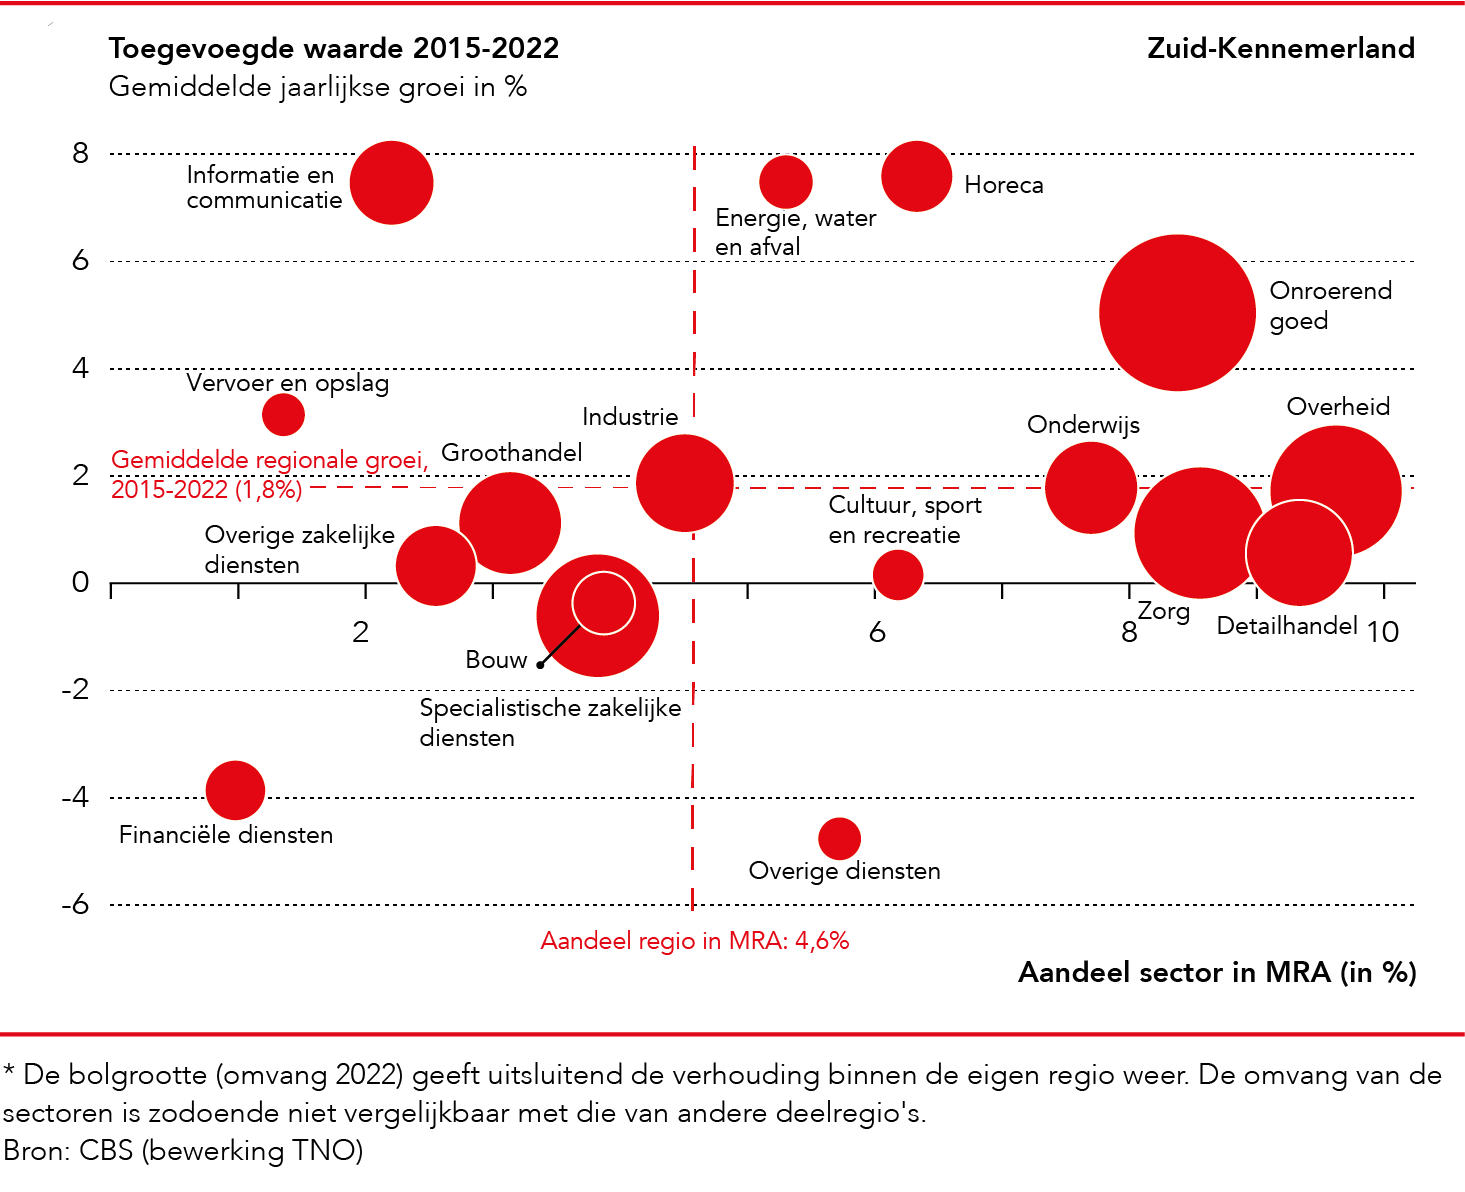 Toegevoegde waarde 2015-2022
Zuid-Kennemerland
Gemiddelde jaarlijkse groei in %
8
Informatie en
communicatie
Energie, water
en afval
Horeca
6
Onroerend
goed
4
Vervoer en opslag
Industrie
Overheid
Onderwijs
Groothandel
Gemiddelde regionale groei,
2015-2022 (1,8%)
2
Cultuur, sport
en recreatie
Overige zakelijke
diensten
0
2
6
8
10
Zorg
Detailhandel
Bouw
-2
Specialistische zakelijke
diensten
-4
Financiële diensten
Overige diensten
-6
Aandeel regio in MRA: 4,6%
Aandeel sector in MRA (in %)
* De bolgrootte (omvang 2022) geeft uitsluitend de verhouding binnen de eigen regio weer. De omvang van de
sectoren is zodoende niet vergelijkbaar met die van andere deelregio's.
Bron: CBS (bewerking TNO)